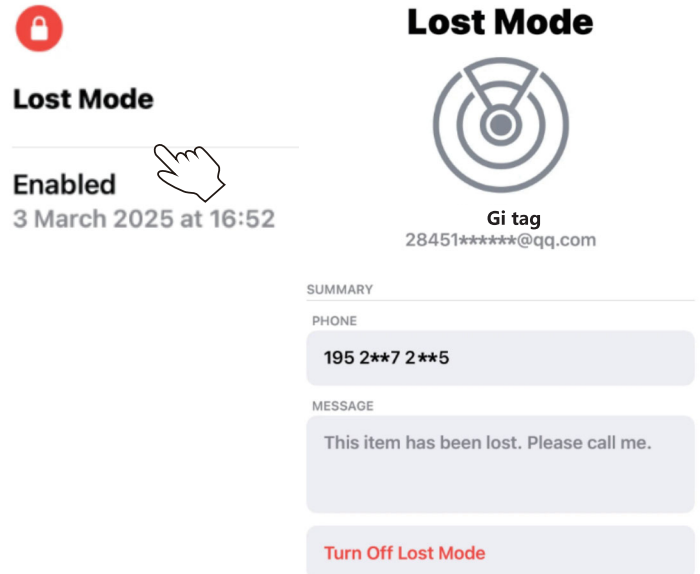 Lost Mode
Enabled
3 March 2025 at 16:52
Lost Mode
Gi tag
28451******@qq.com
SUMMARY
PHONE
195 2**7 2**5
MESSAGE
This item has been lost. Please call me.
Turn Off Lost Mode